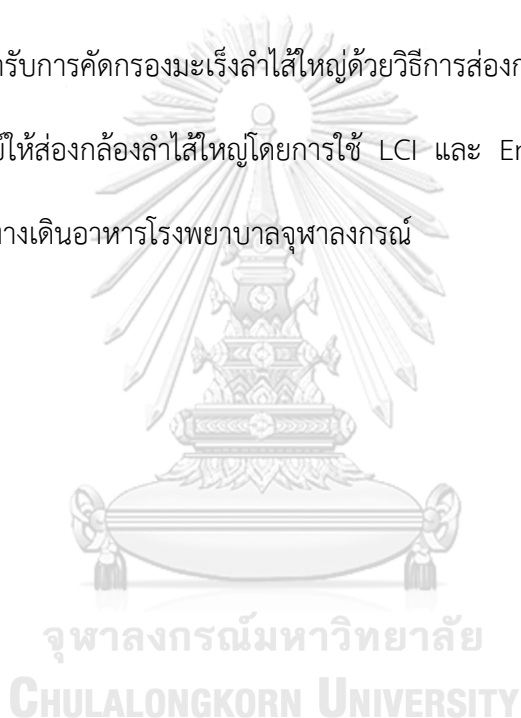 รับการคัดกรองมะเร็งลำไส้ใหญ่ด้วยวิธีการส่องก
ให้ส่องกล้องลำไส้ใหญ่โดยการใช้ LCI และ En
ทางเดินอาหารโรงพยาบาลจุฬาลงกรณ์
จุฬาลงกรณ์มหาวิทยาลัย
CHULALONGKORN UNIVERSITY